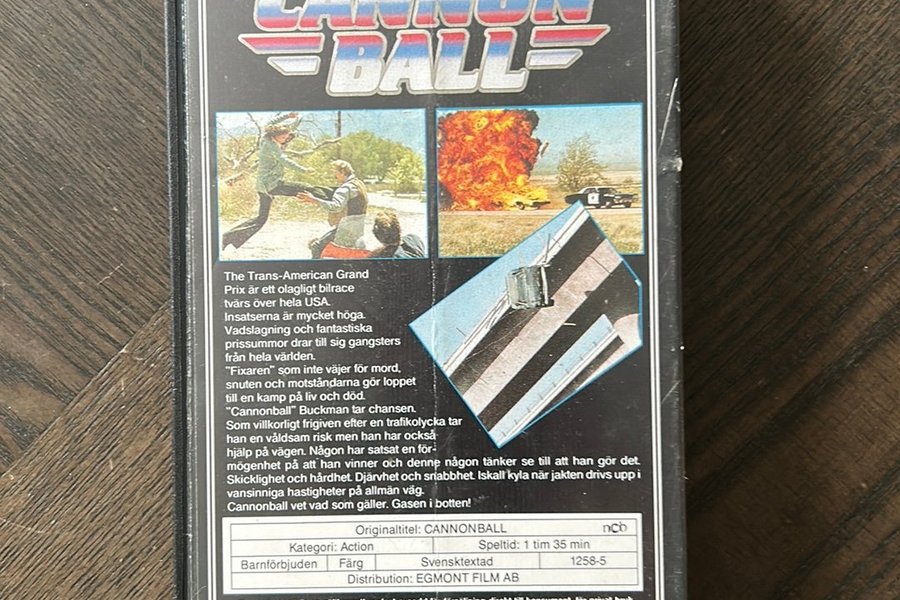 CANNON
BALL
The Trans-American Grand
Prix är ett olagligt bilrace
tvärs över hela USA.
Insatserna är mycket höga.
Vadslagning och fantastiska
prissummor drar till sig gangsters
från hela världen.
"Fixaren" som inte väjer för mord,
snuten och motståndarna gör loppet
till en kamp på liv och död.
"Cannonball" Buckman tar chansen.
Som villkorligt frigiven efter en trafikolycka tar
han en våldsam risk men han har också
hjälp på vägen. Någon har satsat en för-
mögenhet på att han vinner och denne någon tänker se till att han gör det.
Skicklighet och hårdhet. Djärvhet och snabbhet. Iskall kyla när jakten drivs upp i
vansinniga hastigheter på allmän väg.
Cannonball vet vad som gäller. Gasen i botten!
Originaltitel: CANNONBALL ncb
Kategori: Action Speltid: 1 tim 35 min
Barnförbjuden Färg Svensktextad 1258-5
Distribution: EGMONT FILM AB